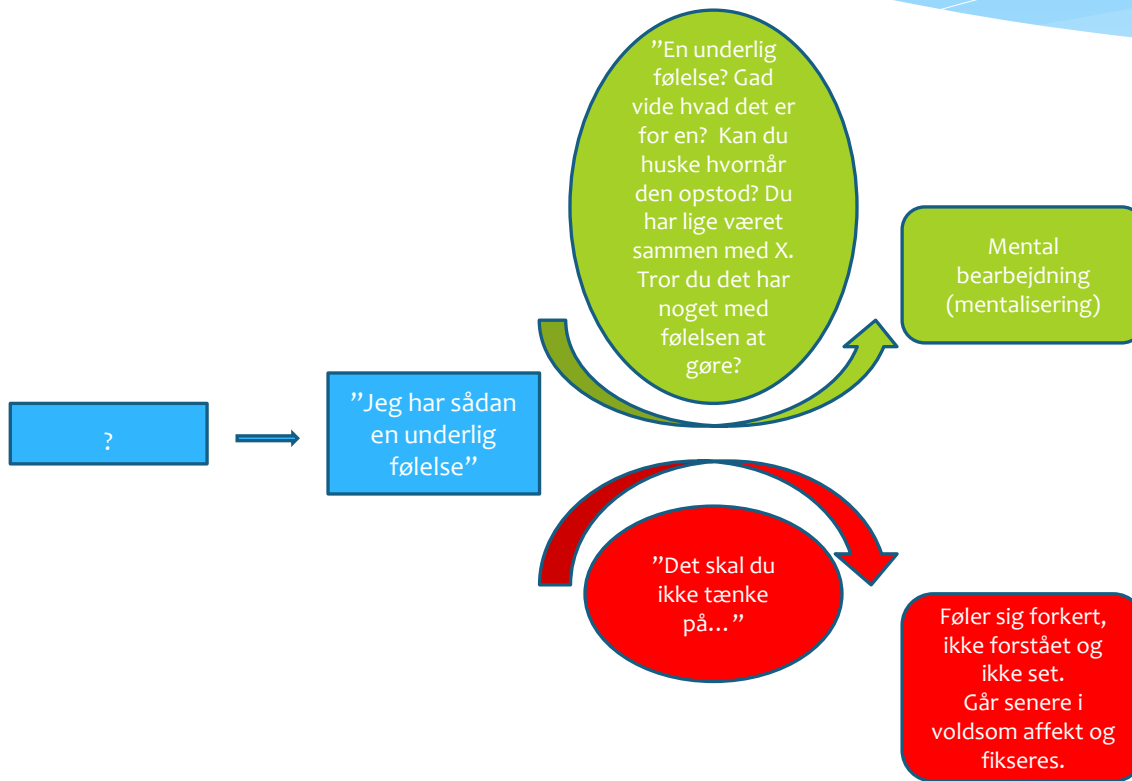 ?
”Jeg har sådan
en underlig
følelse”
”En underlig
følelse? Gad
vide hvad det er
for en?  Kan du
huske hvornår
den opstod? Du
har lige været
sammen med X.
Tror du det har
noget med
følelsen at
gøre?
Mental
bearbejdning
(mentalisering)
”Det skal du
ikke tænke
på…”
Føler sig forkert,
ikke forstået og
ikke set.
Går senere i
voldsom affekt og
fikseres.